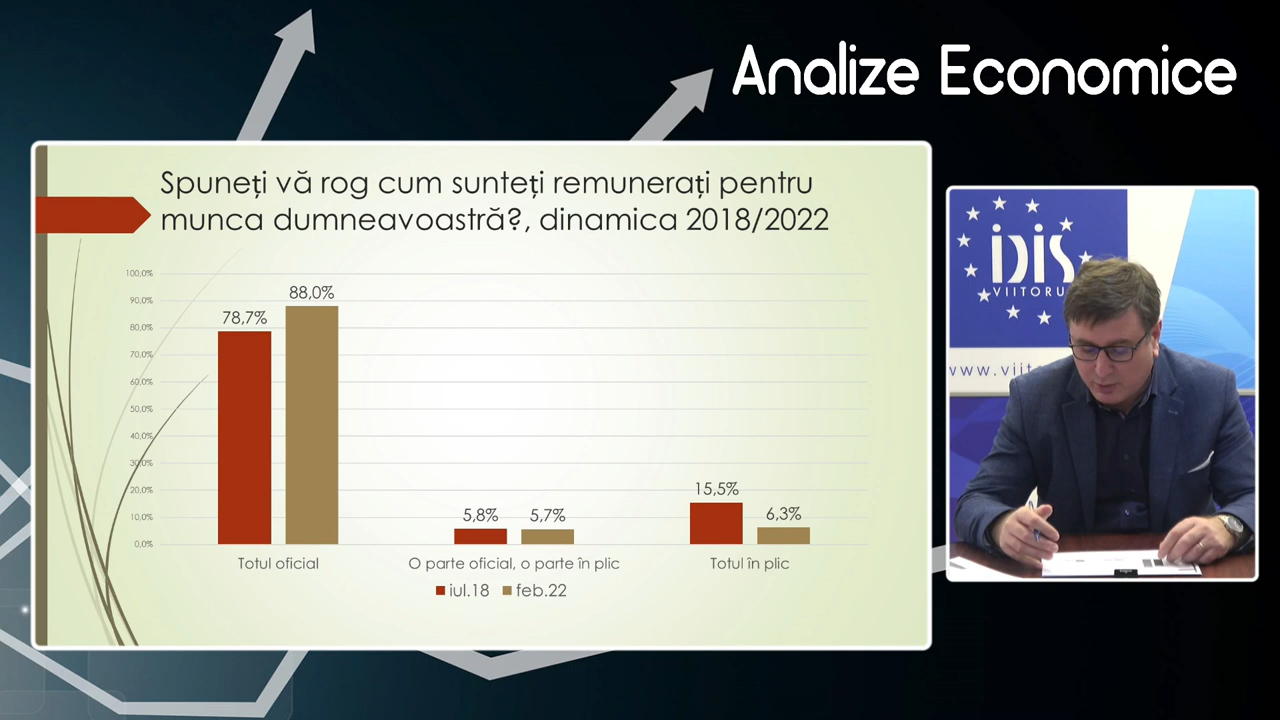 Analize Economice
Spuneți vă rog cum sunteți remunerați pentru
munca dumneavoastră?, dinamica 2018/2022
100,0%
90,0%
80,0%
70,0%
60,0%
50,0%
40,0%
30,0%
20,0%
10,0%
0,0%
78,7%
88,0%
5,8%
5,7%
15,5%
6,3%
Totul oficial
O parte oficial, o parte în plic
Totul în plic
iul.18
feb.22
IDIS
VIITORU
www.viito